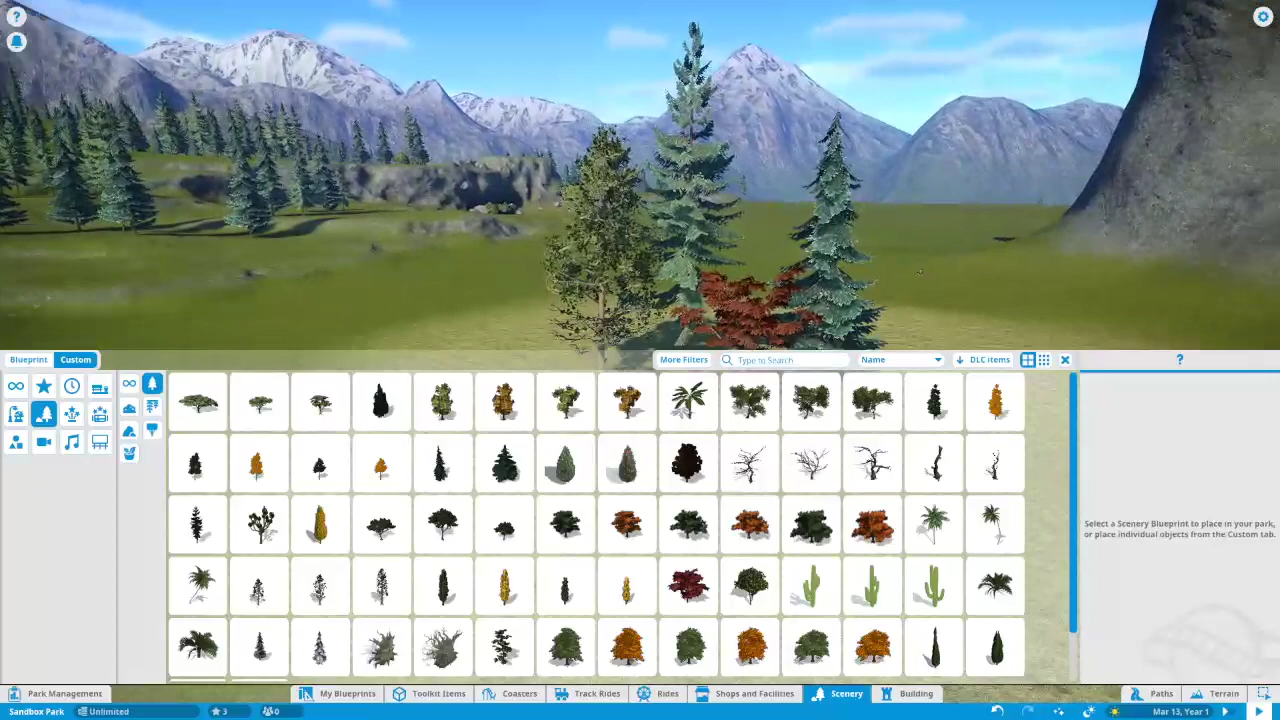 ?
Blueprint Custom More Filters Type to Search Name DLC items ?
Select a Scenery Blueprint to place in your park,
or place individual objects from the Custom tab.
Park Management My Blueprints Toolkit Items Coasters Track Rides Rides Shops and Facilities Scenery Building Paths Terrain
Sandbox Park Unlimited 3 0 Mar 13, Year 1